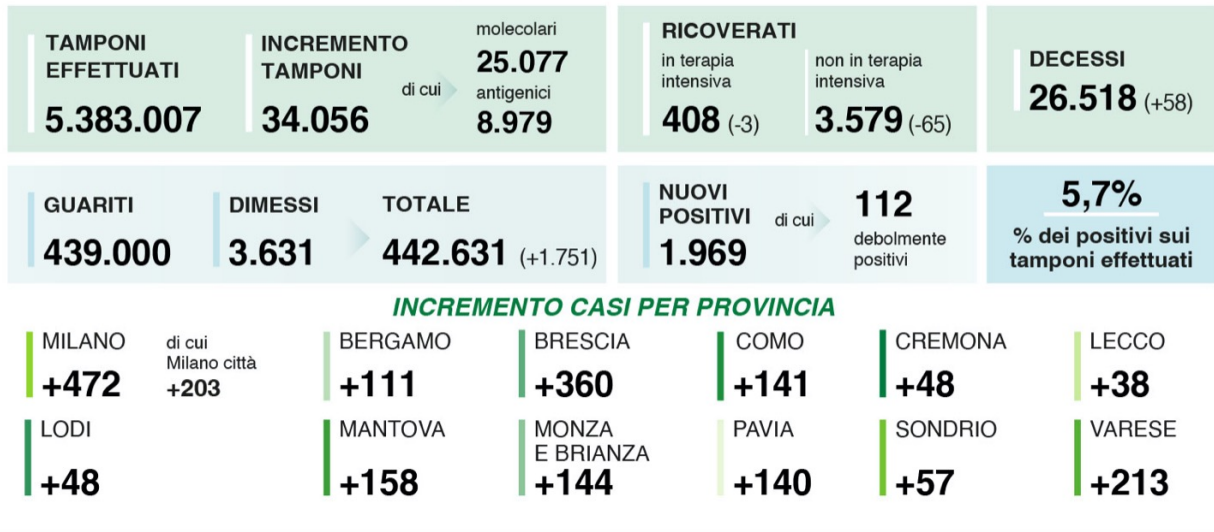 TAMPONI
EFFETTUATI
5.383.007
INCREMENTO
TAMPONI
34.056
di cui
molecolari
25.077
antigenici
8.979
RICOVERATI
in terapia
intensiva
408 (-3)
non in terapia
intensiva
3.579 (-65)
DECESSI
26.518 (+58)
GUARITI
439.000
DIMESSI
3.631
TOTALE
442.631 (+1.751)
NUOVI
POSITIVI
1.969
di cui
112
debolmente
positivi
5,7%
% dei positivi sui
tamponi effettuati
INCREMENTO CASI PER PROVINCIA
MILANO
+472
di cui
Milano città
+203
BERGAMO
+111
BRESCIA
+360
COMO
+141
CREMONA
+48
LECCO
+38
LODI
+48
MANTOVA
+158
MONZA
E BRIANZA
+144
PAVIA
+140
SONDRIO
+57
VARESE
+213